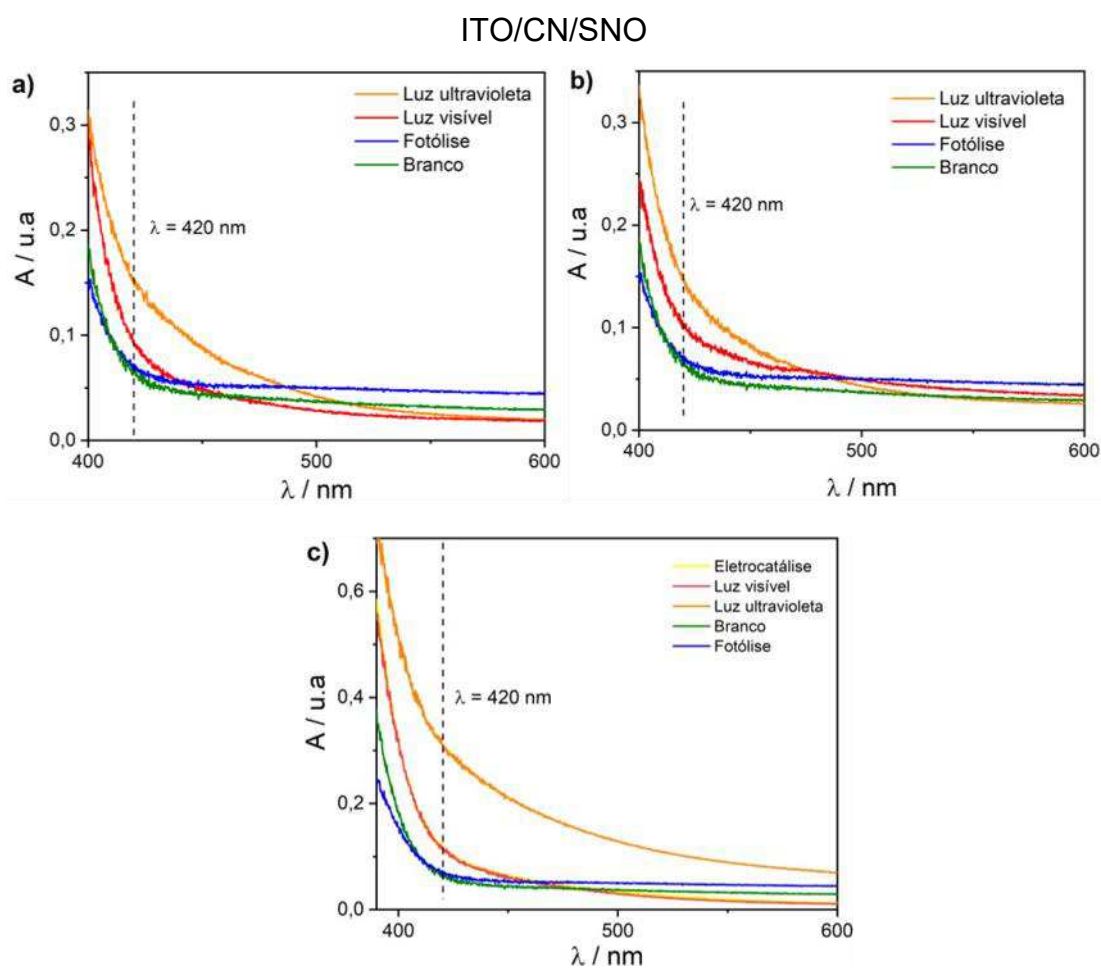 ITO/CN/SNO
a)
Luz ultravioleta
Luz visível
Fotólise
Branco
λ = 420 nm
A / u.a
0,3
0,2
0,1
0,0
400
500
600
λ / nm
b)
Luz ultravioleta
Luz visível
Fotólise
Branco
λ = 420 nm
A / u.a
0,3
0,2
0,1
0,0
400
500
600
λ / nm
c)
Eletrocatálise
Luz visível
Luz ultravioleta
Branco
Fotólise
λ = 420 nm
A / u.a
0,6
0,4
0,2
0,0
400
500
600
λ / nm